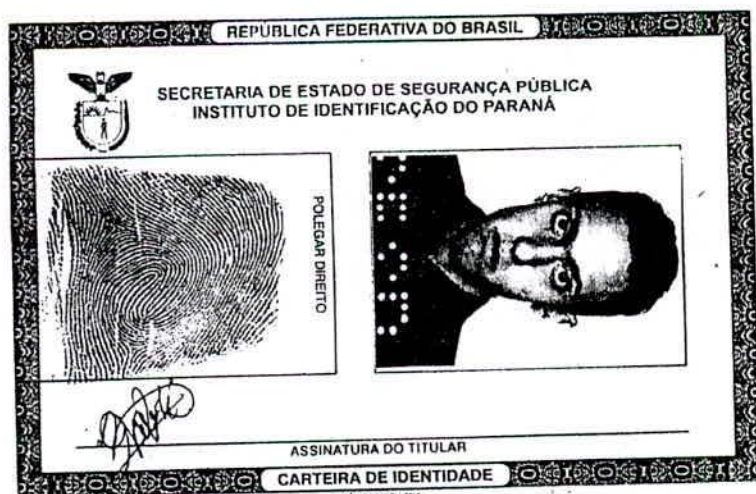 REPÚBLICA FEDERATIVA DO BRASIL
SECRETARIA DE ESTADO DE SEGURANÇA PÚBLICA
INSTITUTO DE IDENTIFICAÇÃO DO PARANÁ
POLEGAR DIREITO
ASSINATURA DO TITULAR
CARTEIRA DE IDENTIDADE